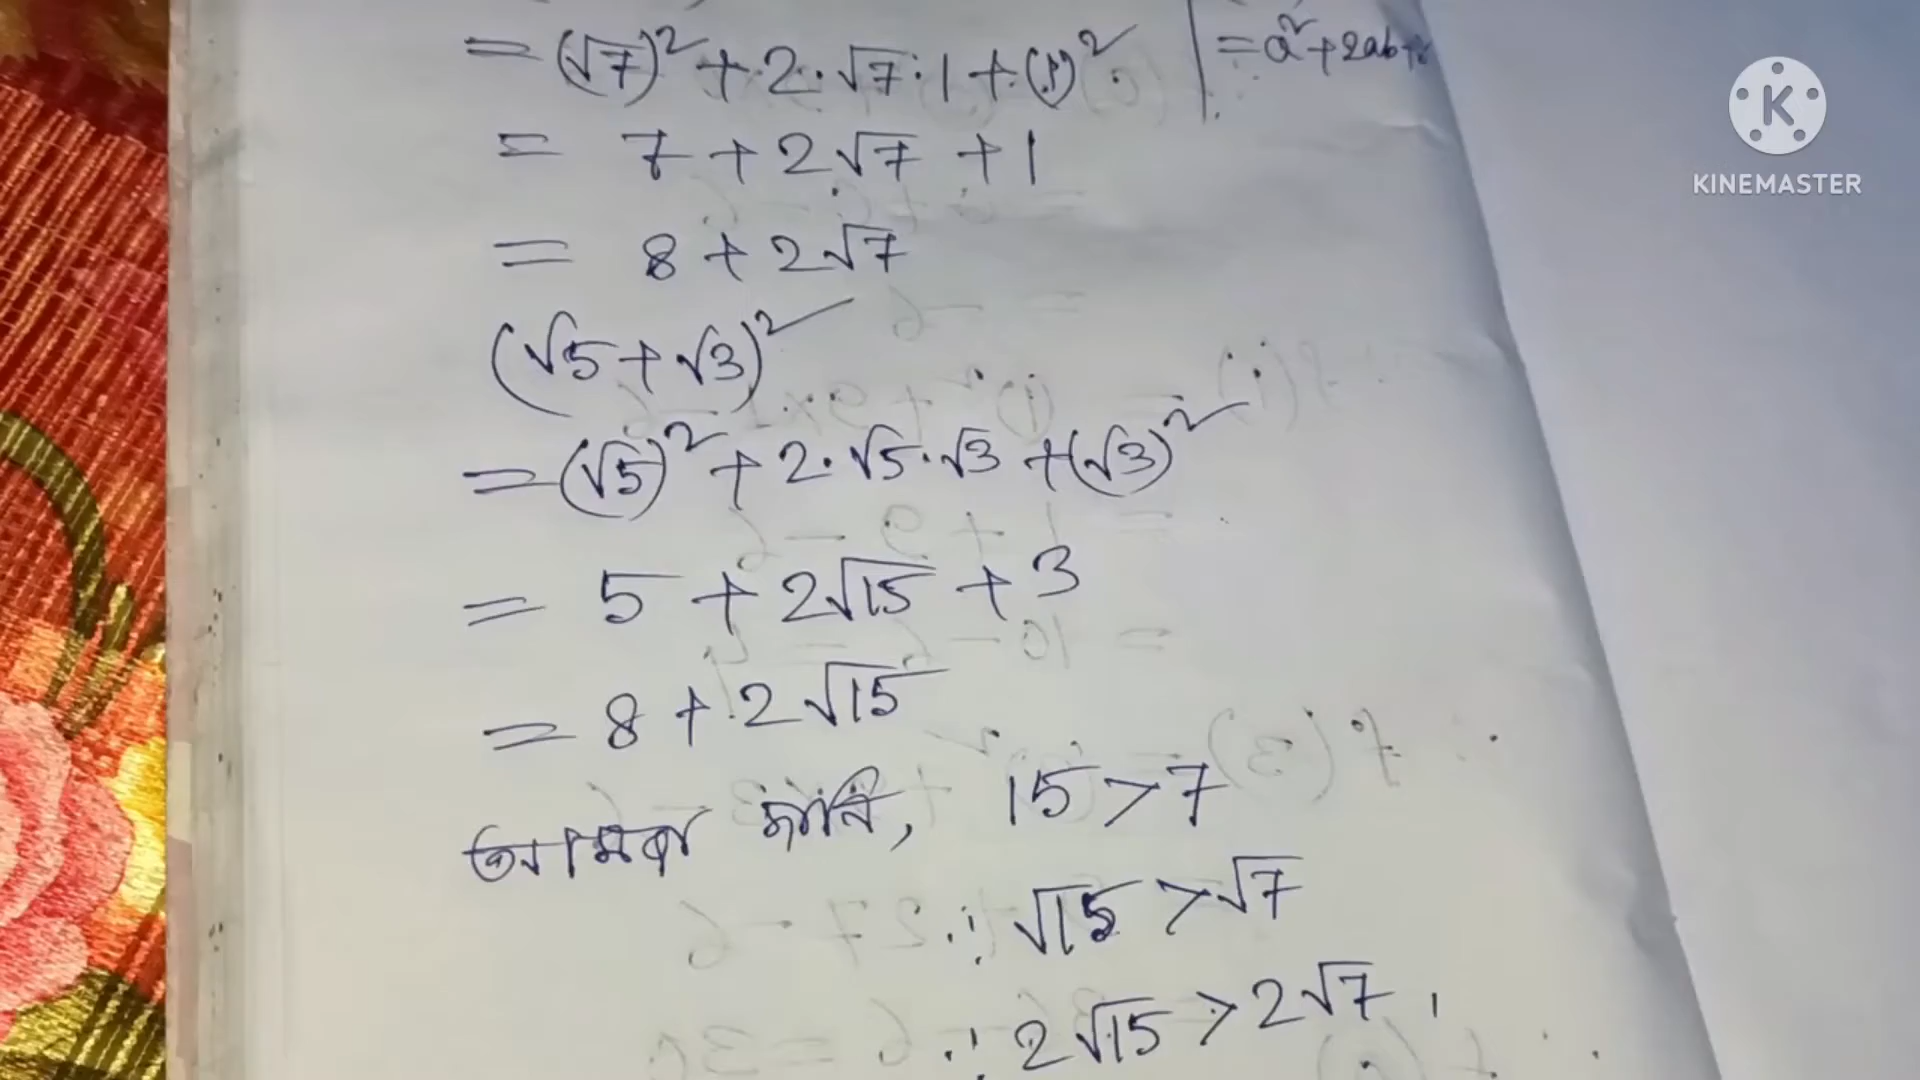 = (√7)² + 2·√7·1 + (1)² | = a² + 2ab +
= 7 + 2√7 + 1
= 8 + 2√7
(√5 + √3)²
= (√5)² + 2·√5·√3 + (√3)²
= 5 + 2√15 + 3
= 8 + 2√15
আমরা জানি, 15 > 7
∴ √15 > √7
∴ 2√15 > 2√7
K
KINEMASTER